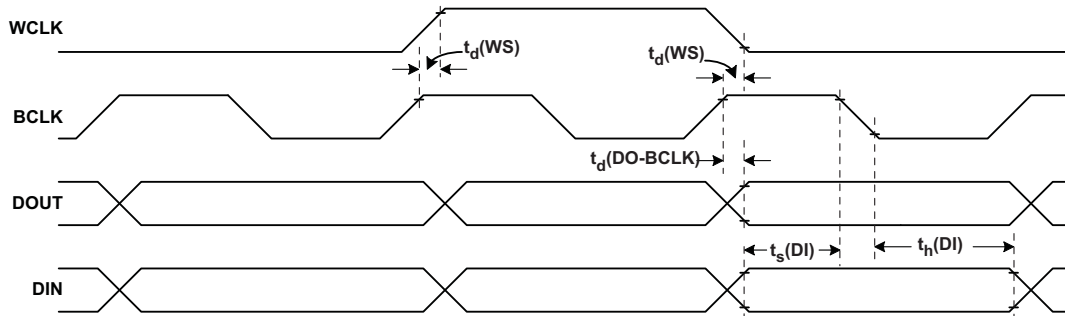 WCLK
td(WS)
td(WS)
BCLK
td(DO-BCLK)
DOUT
ts(DI)
th(DI)
DIN